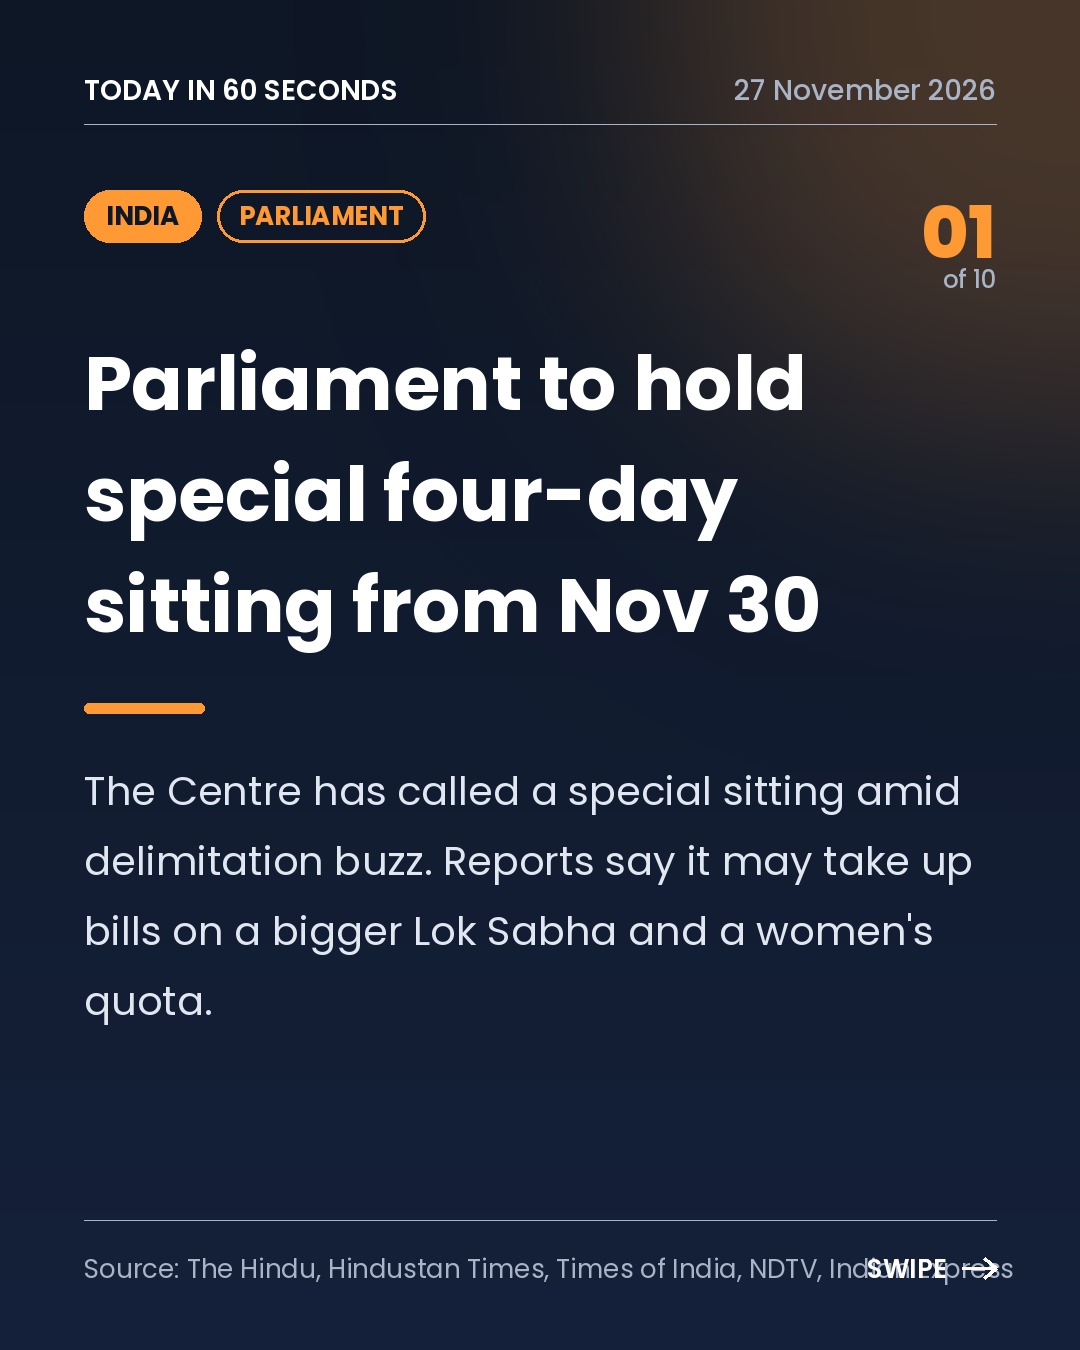 TODAY IN 60 SECONDS
27 November 2026
INDIA
PARLIAMENT
01
of 10
Parliament to hold
special four-day
sitting from Nov 30
The Centre has called a special sitting amid
delimitation buzz. Reports say it may take up
bills on a bigger Lok Sabha and a women's
quota.
Source: The Hindu, Hindustan Times, Times of India, NDTV, Indian Express
SWIPE →